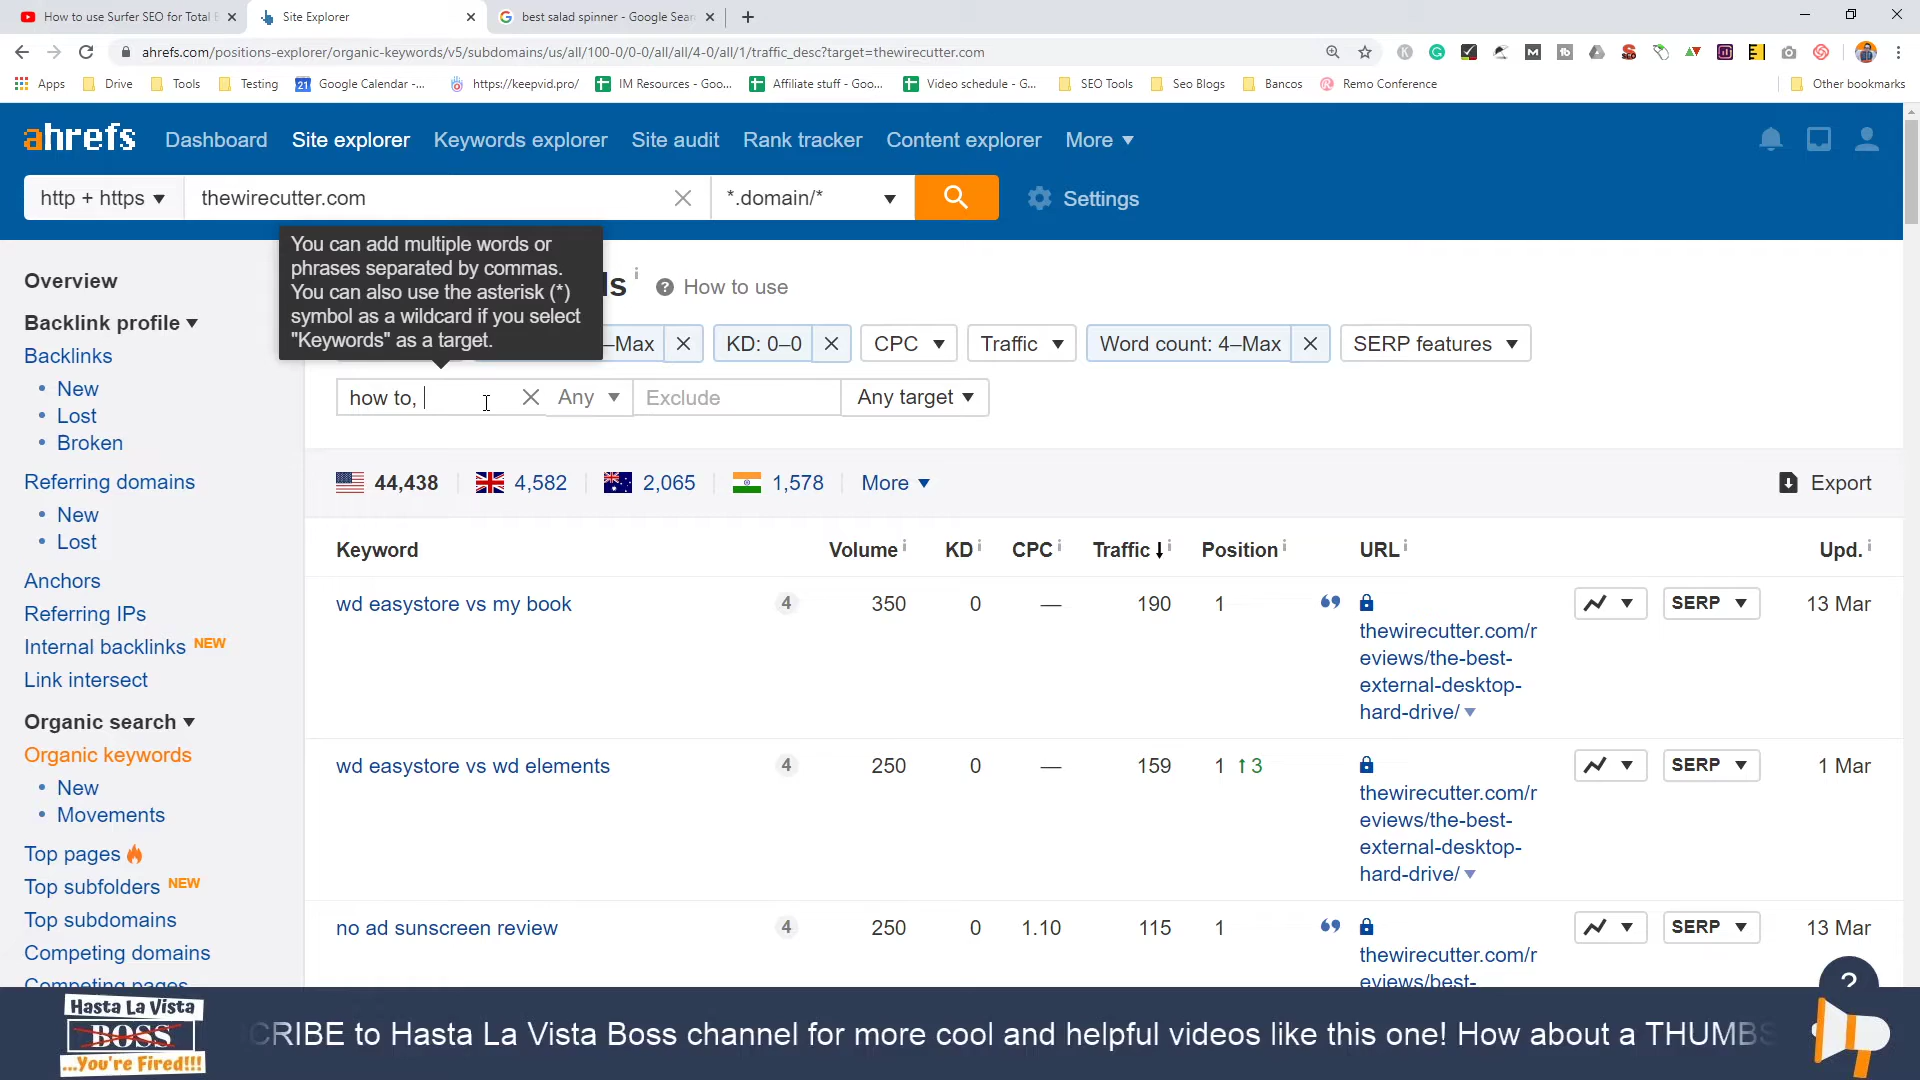 How to use Surfer SEO for Total
Site Explorer
best salad spinner - Google Sear
ahrefs.com/positions-explorer/organic-keywords/v5/subdomains/us/all/100-0/0-0/all/all/4-0/all/1/traffic_desc?target=thewirecutter.com
Apps Drive Tools Testing Google Calendar -... https://keepvid.pro/ IM Resources - Goo... Affiliate stuff - Goo... Video schedule - G... SEO Tools Seo Blogs Bancos Remo Conference Other bookmarks
ahrefs Dashboard Site explorer Keywords explorer Site audit Rank tracker Content explorer More
http + https thewirecutter.com *.domain/* Settings
You can add multiple words or
phrases separated by commas.
You can also use the asterisk (*)
symbol as a wildcard if you select
"Keywords" as a target.
How to use
–Max KD: 0–0 CPC Traffic Word count: 4–Max SERP features
how to, Any Exclude Any target
44,438 4,582 2,065 1,578 More Export
Overview
Backlink profile
Backlinks
New
Lost
Broken
Referring domains
New
Lost
Anchors
Referring IPs
Internal backlinks NEW
Link intersect
Organic search
Organic keywords
New
Movements
Top pages
Top subfolders NEW
Top subdomains
Competing domains
Competing pages
Keyword Volume KD CPC Traffic Position URL Upd.
wd easystore vs my book 4 350 0 — 190 1 SERP 13 Mar
thewirecutter.com/r
eviews/the-best-
external-desktop-
hard-drive/
wd easystore vs wd elements 4 250 0 — 159 1 ↑3 SERP 1 Mar
thewirecutter.com/r
eviews/the-best-
external-desktop-
hard-drive/
no ad sunscreen review 4 250 0 1.10 115 1 SERP 13 Mar
thewirecutter.com/r
eviews/best-
?
Hasta La Vista
BOSS
...You're Fired!!!
CRIBE to Hasta La Vista Boss channel for more cool and helpful videos like this one! How about a THUMBS